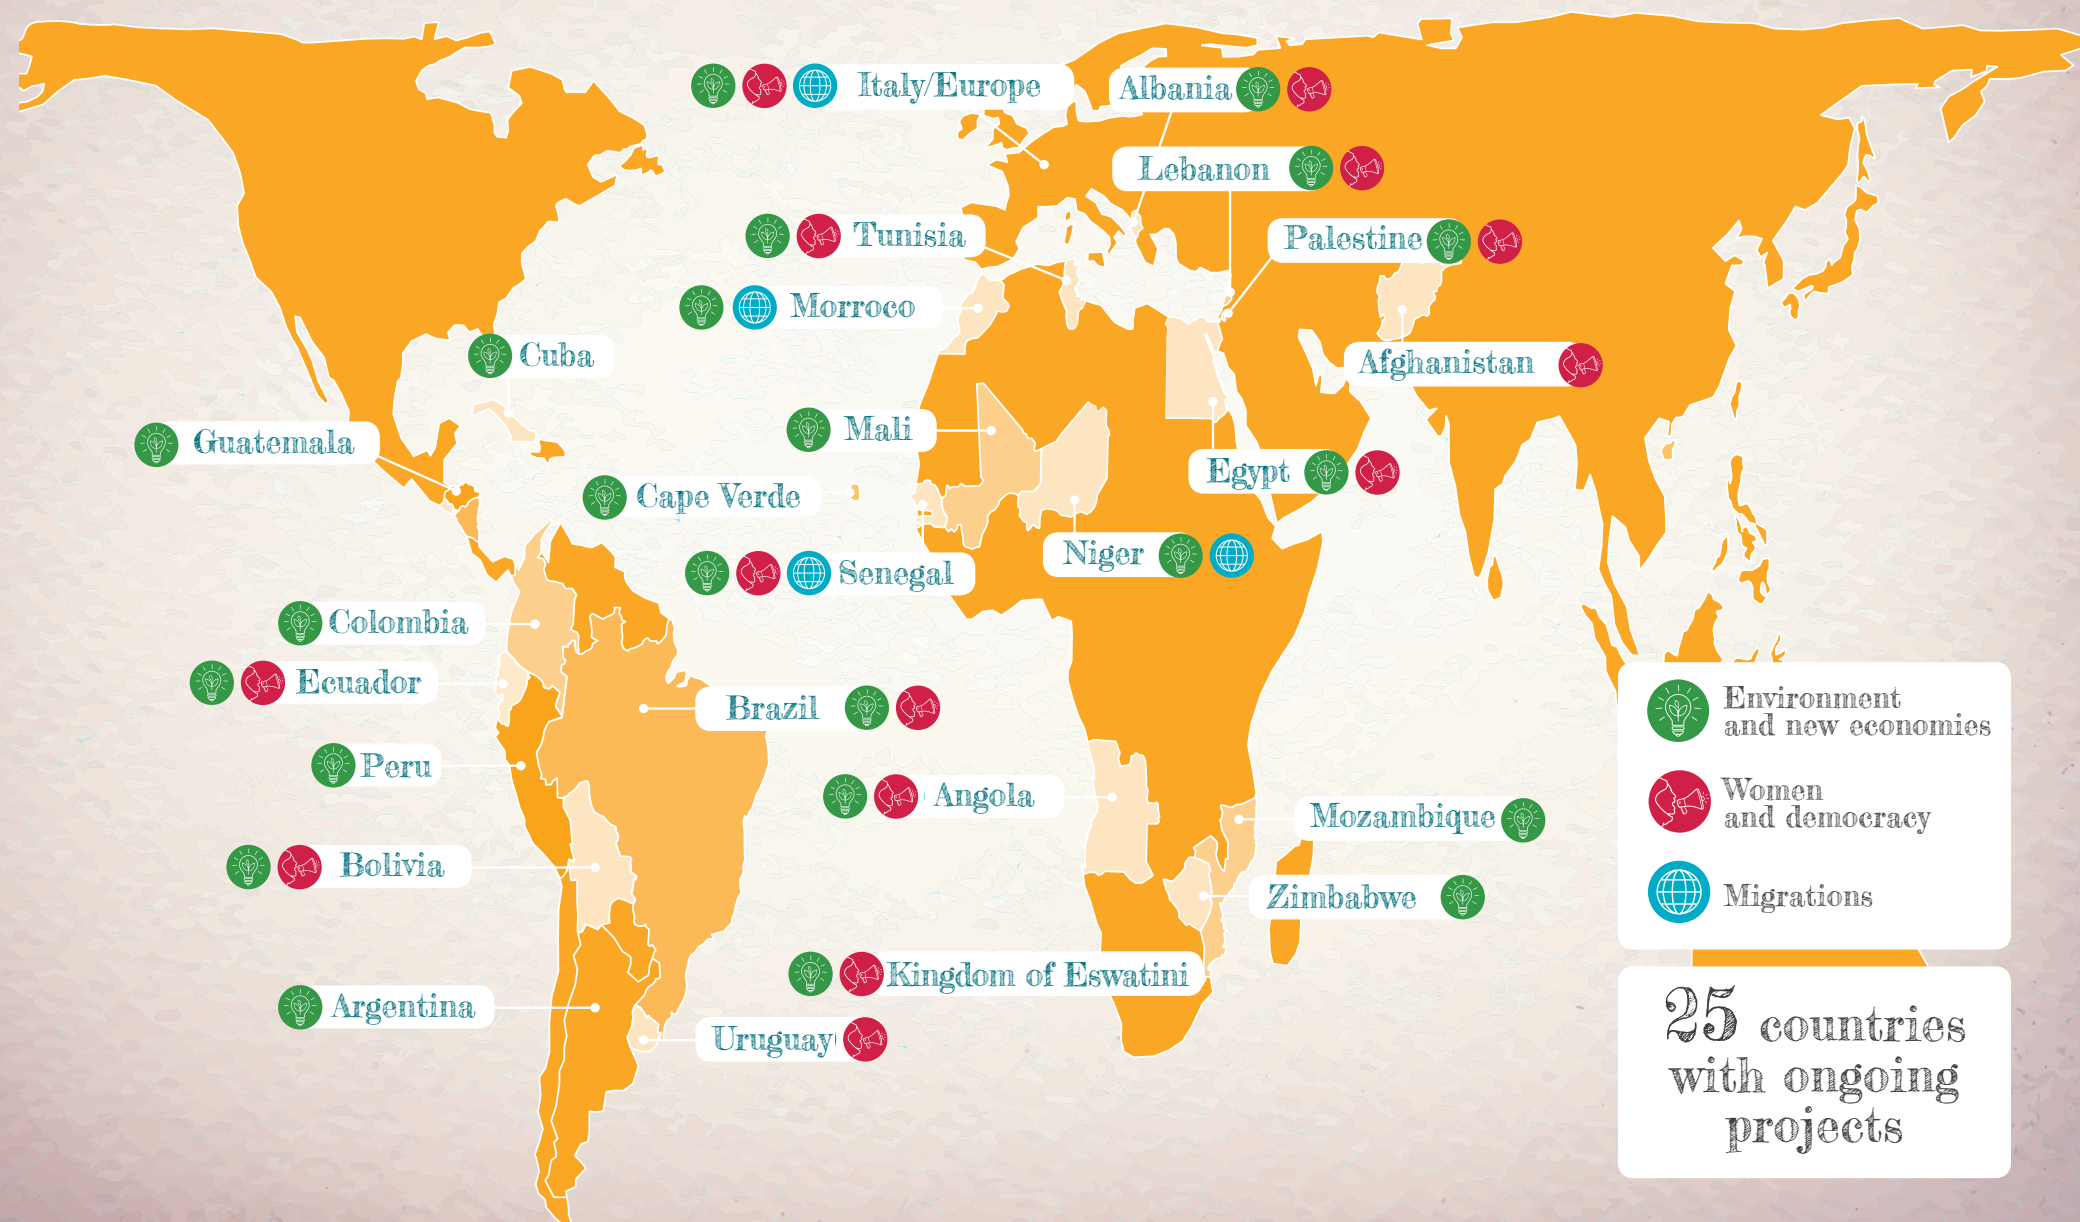 Italy/Europe
Albania
Lebanon
Tunisia
Palestine
Morroco
Cuba
Afghanistan
Guatemala
Mali
Egypt
Cape Verde
Niger
Senegal
Colombia
Ecuador
Brazil
Peru
Angola
Mozambique
Bolivia
Zimbabwe
Kingdom of Eswatini
Argentina
Uruguay
Environment
and new economies
Women
and democracy
Migrations
25 countries
with ongoing
projects